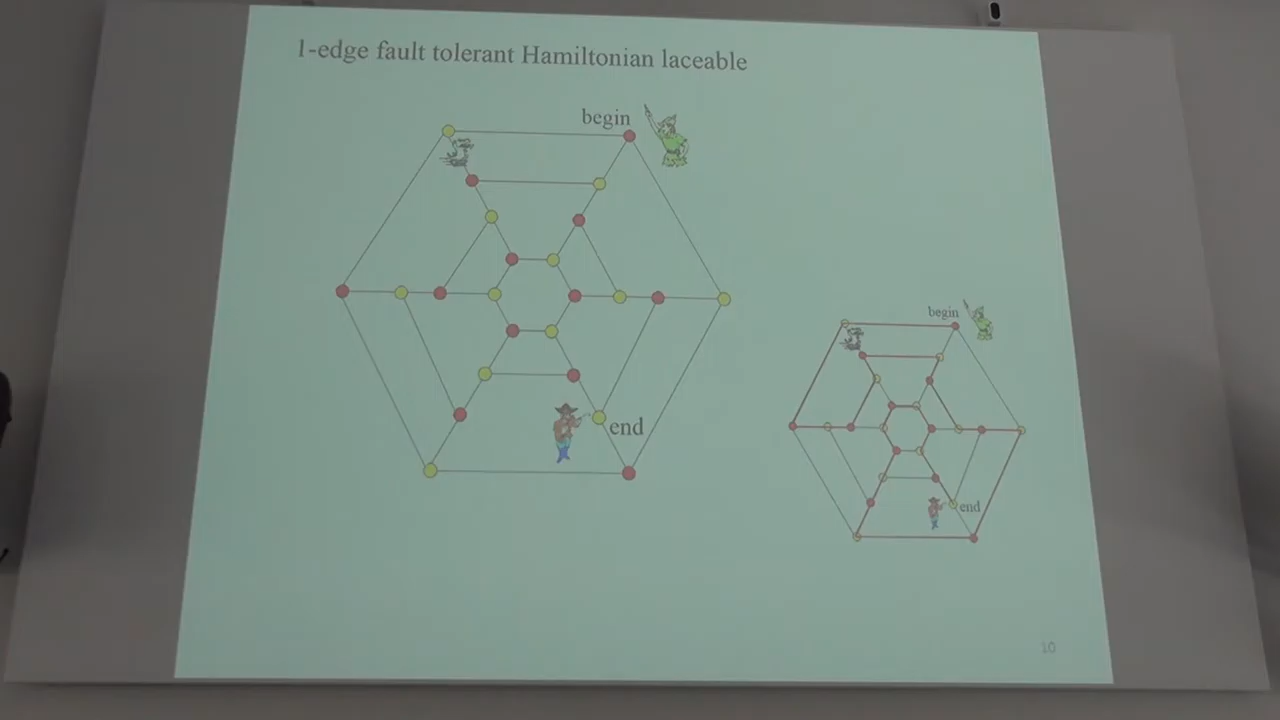 1-edge fault tolerant Hamiltonian laceable
begin
end
begin
end
10